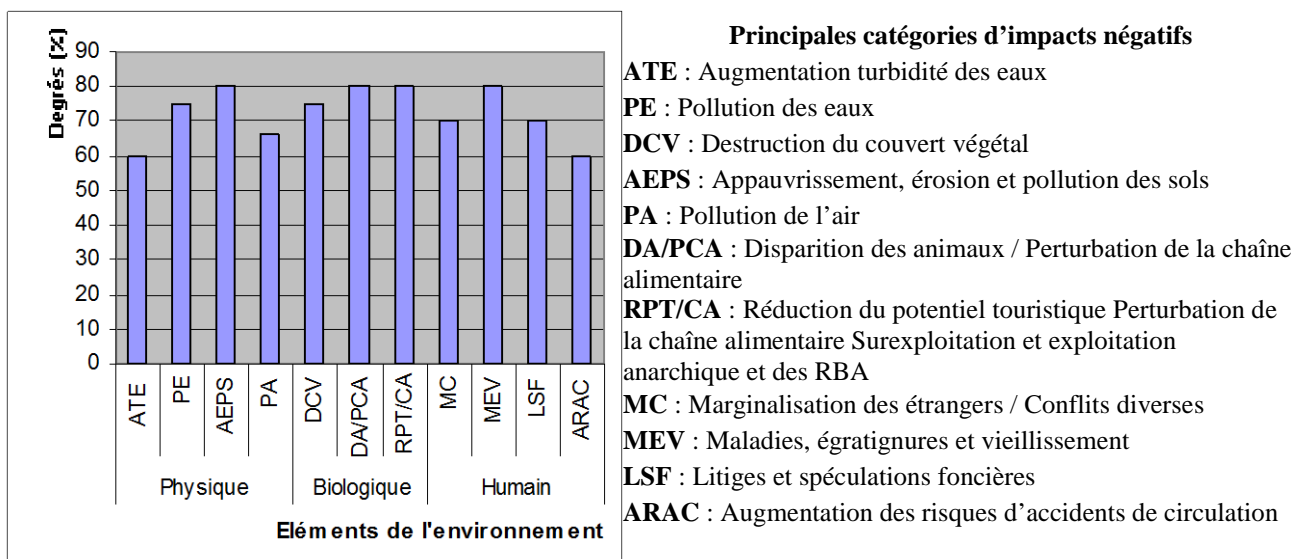 Degrés (%)
90
80
70
60
50
40
30
20
10
0
ATE
PE
AEPS
PA
DCV
DA/PCA
RPT/CA
MC
MEV
LSF
ARAC
Physique
Biologique
Humain
Eléments de l'environnement
Principales catégories d’impacts négatifs
ATE : Augmentation turbidité des eaux
PE : Pollution des eaux
DCV : Destruction du couvert végétal
AEPS : Appauvrissement, érosion et pollution des sols
PA : Pollution de l’air
DA/PCA : Disparition des animaux / Perturbation de la chaîne
alimentaire
RPT/CA : Réduction du potentiel touristique Perturbation de
la chaîne alimentaire Surexploitation et exploitation
anarchique et des RBA
MC : Marginalisation des étrangers / Conflits diverses
MEV : Maladies, égratignures et vieillissement
LSF : Litiges et spéculations foncières
ARAC : Augmentation des risques d’accidents de circulation